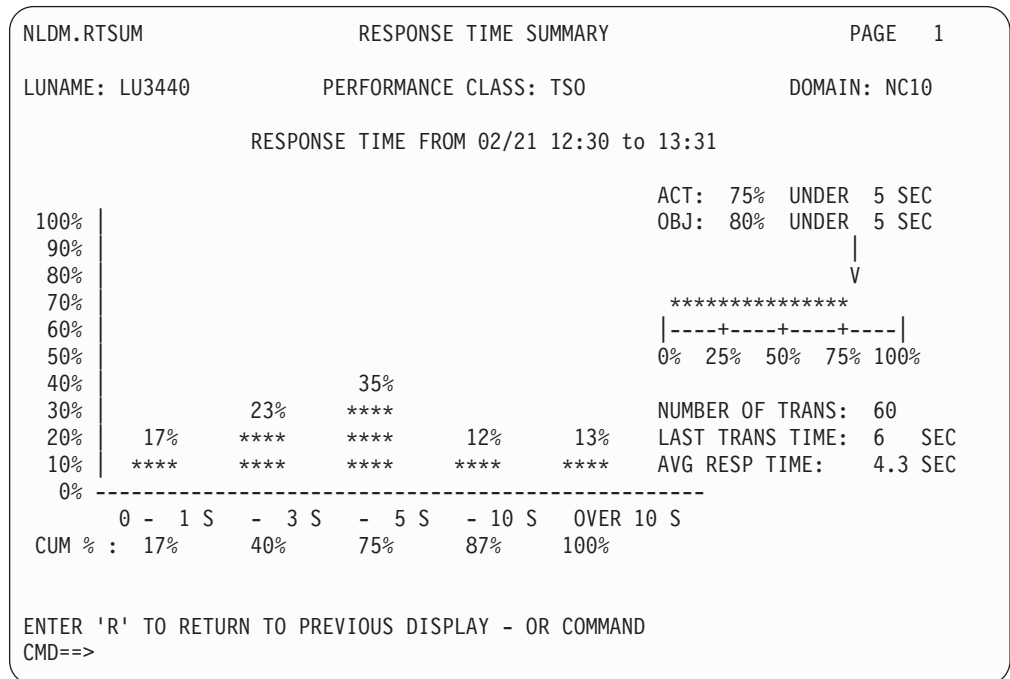 NLDM.RTSUM RESPONSE TIME SUMMARY PAGE 1
LUNAME: LU3440 PERFORMANCE CLASS: TSO DOMAIN: NC10
RESPONSE TIME FROM 02/21 12:30 to 13:31
ACT: 75% UNDER 5 SEC
100% | OBJ: 80% UNDER 5 SEC
90% | |
80% | V
70% | ***************
60% | |----+----+----+----|
50% | 0% 25% 50% 75% 100%
40% | 35%
30% | 23% **** NUMBER OF TRANS: 60
20% | 17% **** **** 12% 13% LAST TRANS TIME: 6 SEC
10% | **** **** **** **** **** AVG RESP TIME: 4.3 SEC
0% ----------------------------------------------------
0 - 1 S - 3 S - 5 S - 10 S OVER 10 S
CUM % : 17% 40% 75% 87% 100%
ENTER 'R' TO RETURN TO PREVIOUS DISPLAY - OR COMMAND
CMD==>